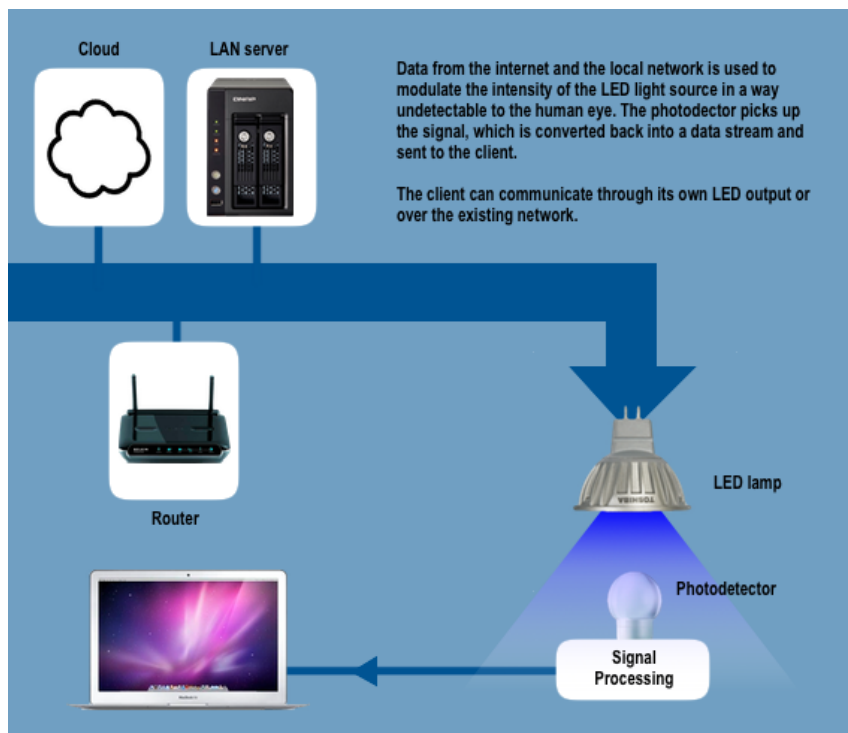 Cloud
LAN server
Data from the internet and the local network is used to
modulate the intensity of the LED light source in a way
undetectable to the human eye. The photodector picks up
the signal, which is converted back into a data stream and
sent to the client.
The client can communicate through its own LED output or
over the existing network.
QNAP
Router
TOSHIBA
LED lamp
Photodetector
Signal
Processing